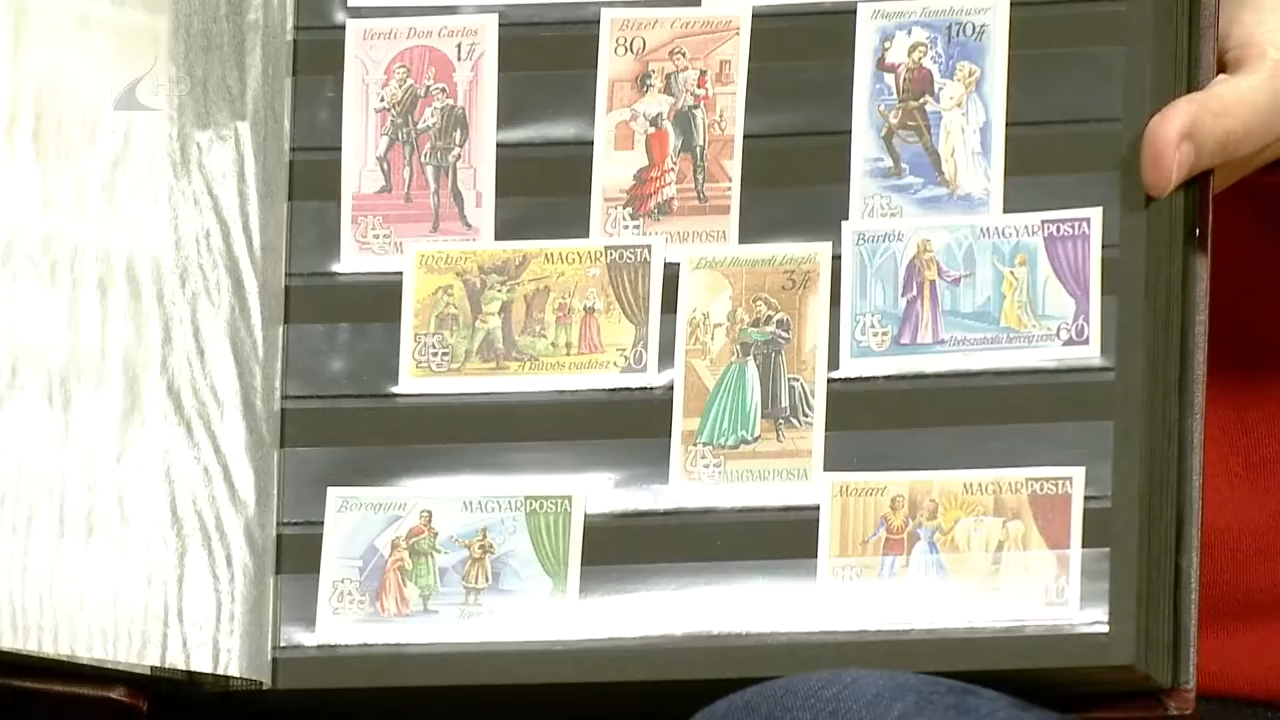 Verdi: Don Carlos
1 Ft
Bizet: Carmen
80
MAGYAR POSTA
Wagner-Tannhäuser
1.70 ft
Weber
MAGYAR POSTA
A bűvös vadász 30
Erkel-Hunyadi László
3 ft
MAGYAR POSTA
Bartók
MAGYAR POSTA
A kékszakállú herceg vára 60
Borogyin
MAGYAR POSTA
Mozart
MAGYAR POSTA
HD